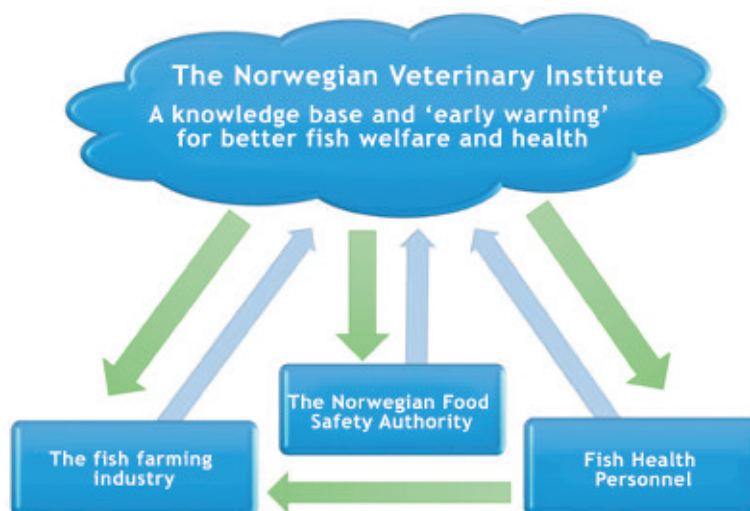 The Norwegian Veterinary Institute
A knowledge base and ‘early warning’
for better fish welfare and health
The Norwegian Food
Safety Authority
The fish farming
industry
Fish Health
Personnel